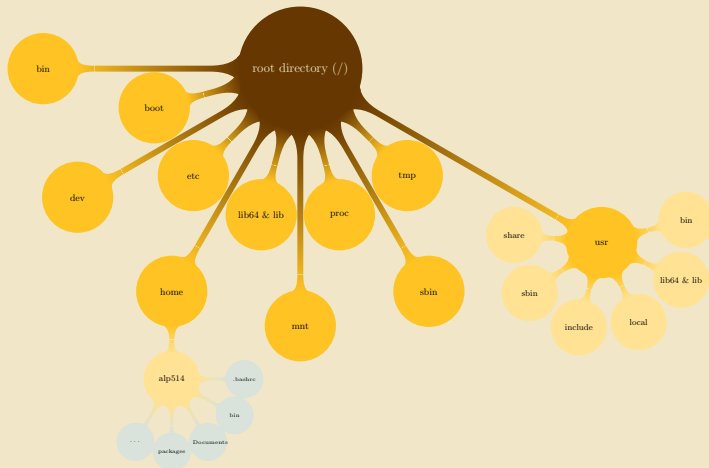 root directory (/)
bin
boot
dev
etc
lib64 & lib
proc
tmp
home
mnt
sbin
usr
share
sbin
include
local
lib64 & lib
bin
alp514
.bashrc
bin
Documents
packages
...